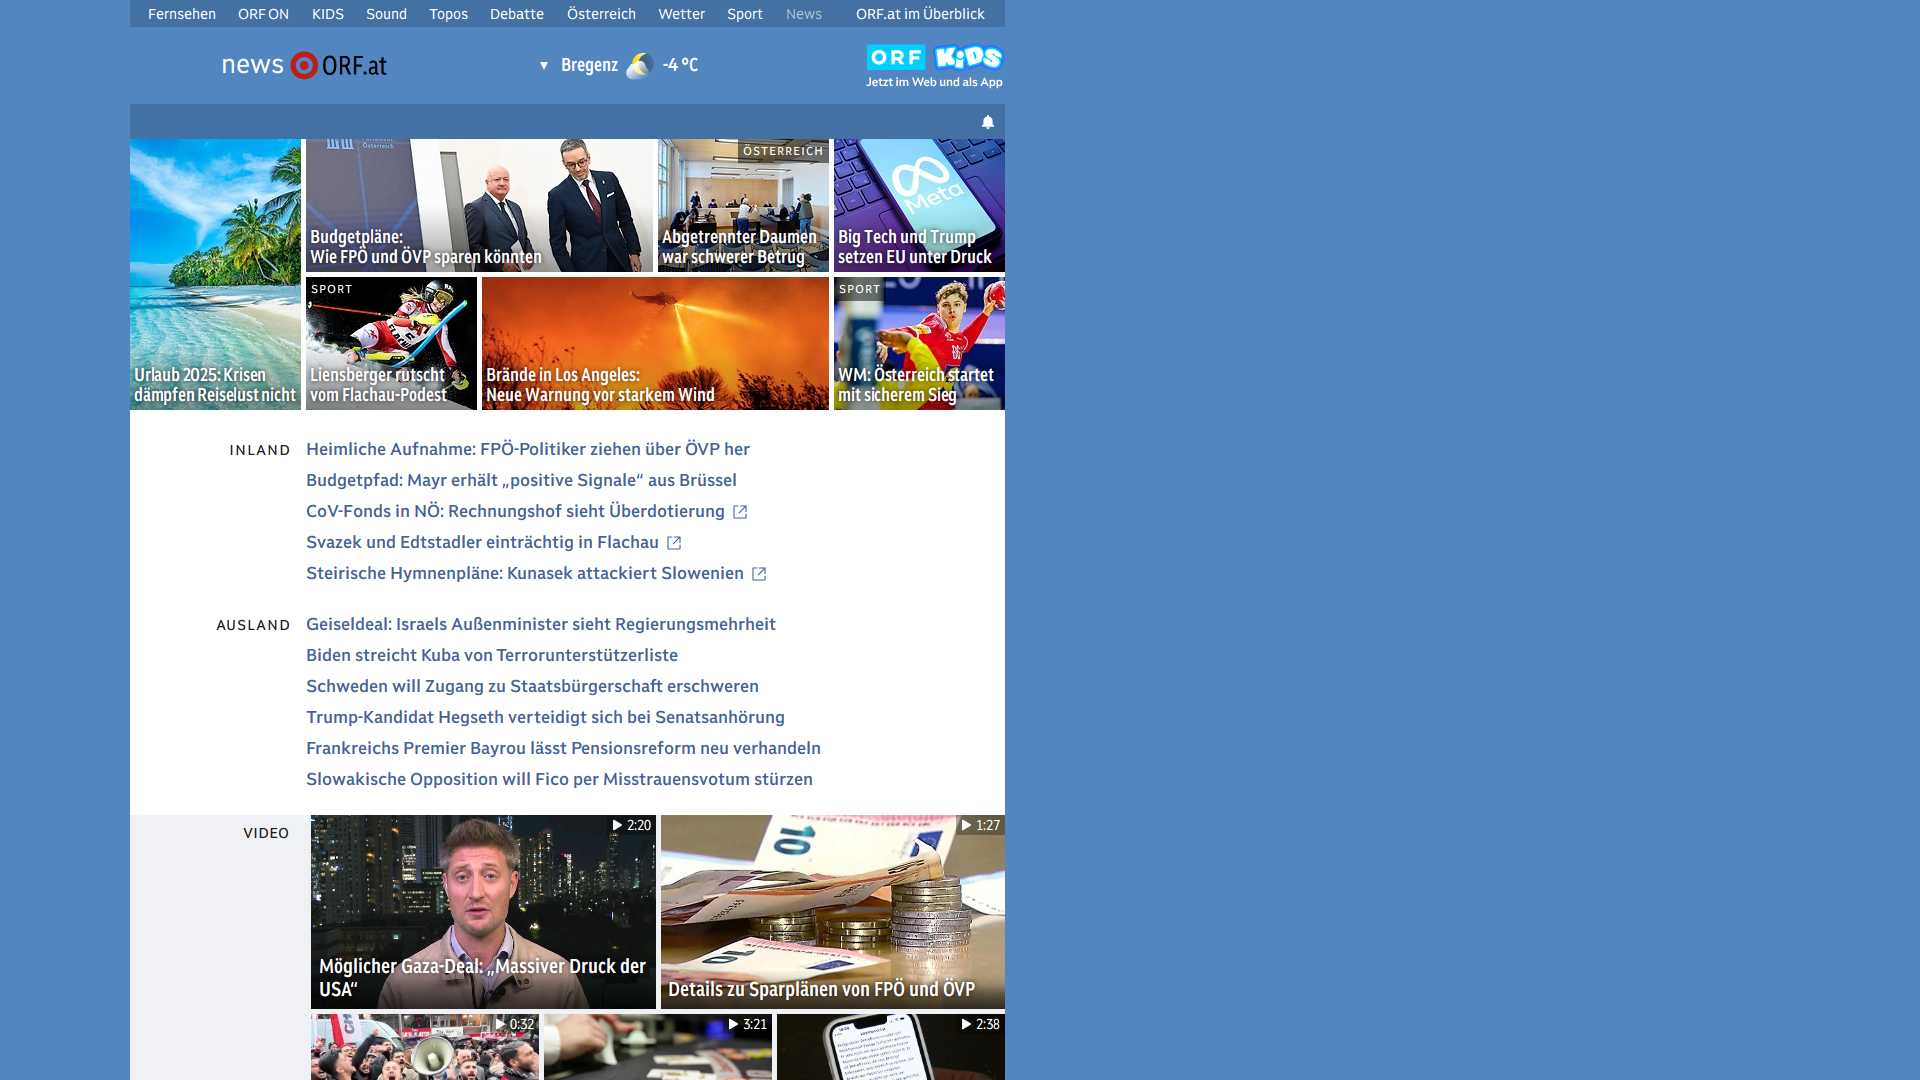 Fernsehen ORF ON KIDS Sound Topos Debatte Österreich Wetter Sport News ORF.at im Überblick
news ORF.at
Bregenz -4 °C
ORF KiDS
Jetzt im Web und als App
Urlaub 2025: Krisen
dämpfen Reiselust nicht
Budgetpläne:
Wie FPÖ und ÖVP sparen könnten
ÖSTERREICH
Abgetrennter Daumen
war schwerer Betrug
Meta
Big Tech und Trump
setzen EU unter Druck
SPORT
Liensberger rutscht
vom Flachau-Podest
Brände in Los Angeles:
Neue Warnung vor starkem Wind
SPORT
WM: Österreich startet
mit sicherem Sieg
INLAND
Heimliche Aufnahme: FPÖ-Politiker ziehen über ÖVP her
Budgetpfad: Mayr erhält „positive Signale“ aus Brüssel
CoV-Fonds in NÖ: Rechnungshof sieht Überdotierung
Svazek und Edtstadler einträchtig in Flachau
Steirische Hymnenpläne: Kunasek attackiert Slowenien
AUSLAND
Geiseldeal: Israels Außenminister sieht Regierungsmehrheit
Biden streicht Kuba von Terrorunterstützerliste
Schweden will Zugang zu Staatsbürgerschaft erschweren
Trump-Kandidat Hegseth verteidigt sich bei Senatsanhörung
Frankreichs Premier Bayrou lässt Pensionsreform neu verhandeln
Slowakische Opposition will Fico per Misstrauensvotum stürzen
VIDEO
2:20
Möglicher Gaza-Deal: „Massiver Druck der
USA“
1:27
10
10
Details zu Sparplänen von FPÖ und ÖVP
0:32
3:21
2:38